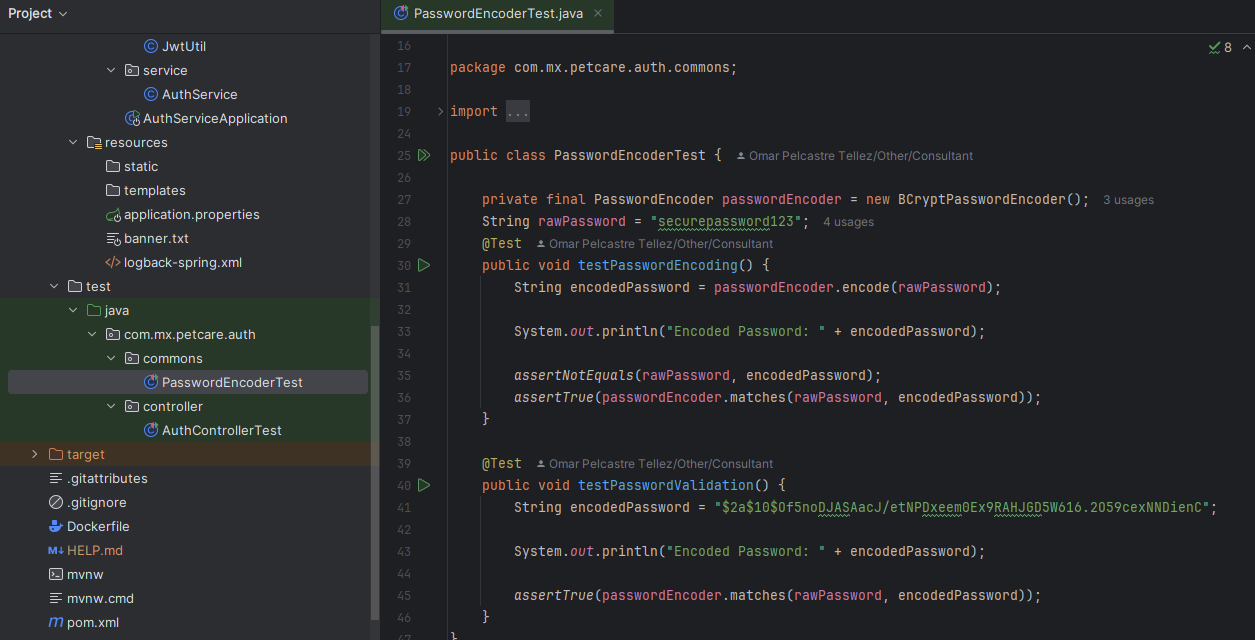 Project
JwtUtil
service
AuthService
AuthServiceApplication
resources
static
templates
application.properties
banner.txt
logback-spring.xml
test
java
com.mx.petcare.auth
commons
PasswordEncoderTest
controller
AuthControllerTest
target
.gitattributes
.gitignore
Dockerfile
HELP.md
mvnw
mvnw.cmd
pom.xml
PasswordEncoderTest.java
8
16
17 package com.mx.petcare.auth.commons;
18
19 import ...
24
25 public class PasswordEncoderTest { Omar Pelcastre Tellez/Other/Consultant
26
27 private final PasswordEncoder passwordEncoder = new BCryptPasswordEncoder(); 3 usages
28 String rawPassword = "securepassword123"; 4 usages
29 @Test Omar Pelcastre Tellez/Other/Consultant
30 public void testPasswordEncoding() {
31 String encodedPassword = passwordEncoder.encode(rawPassword);
32
33 System.out.println("Encoded Password: " + encodedPassword);
34
35 assertNotEquals(rawPassword, encodedPassword);
36 assertTrue(passwordEncoder.matches(rawPassword, encodedPassword));
37 }
38
39 @Test Omar Pelcastre Tellez/Other/Consultant
40 public void testPasswordValidation() {
41 String encodedPassword = "$2a$10$Of5noDJASAacJ/etNPDxeem0Ex9RAHJGD5W616.2O59cexNNDienC";
42
43 System.out.println("Encoded Password: " + encodedPassword);
44
45 assertTrue(passwordEncoder.matches(rawPassword, encodedPassword));
46 }
47 }